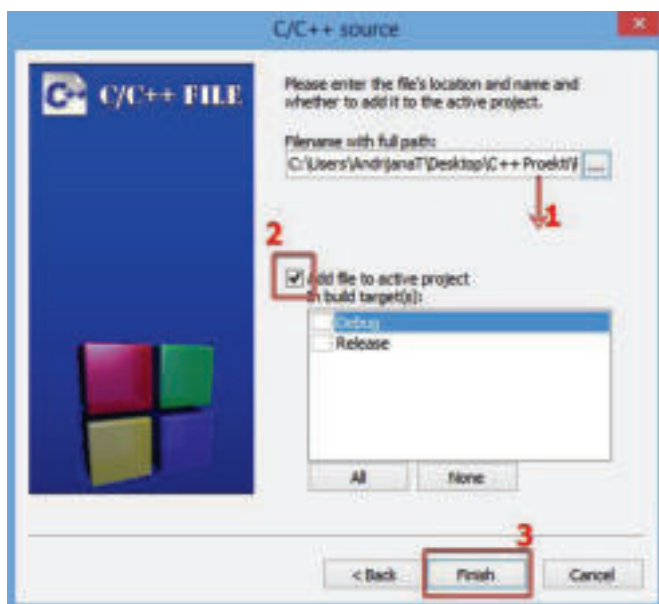 C/C++ source
C/C++ FILE
Please enter the file's location and name and
whether to add it to the active project.
Filename with full path:
C:\Users\AndrijanaT\Desktop\C++ Proekti\
...
1
2
Add file to active project
In build target(s):
Debug
Release
All
None
3
< Back
Finish
Cancel